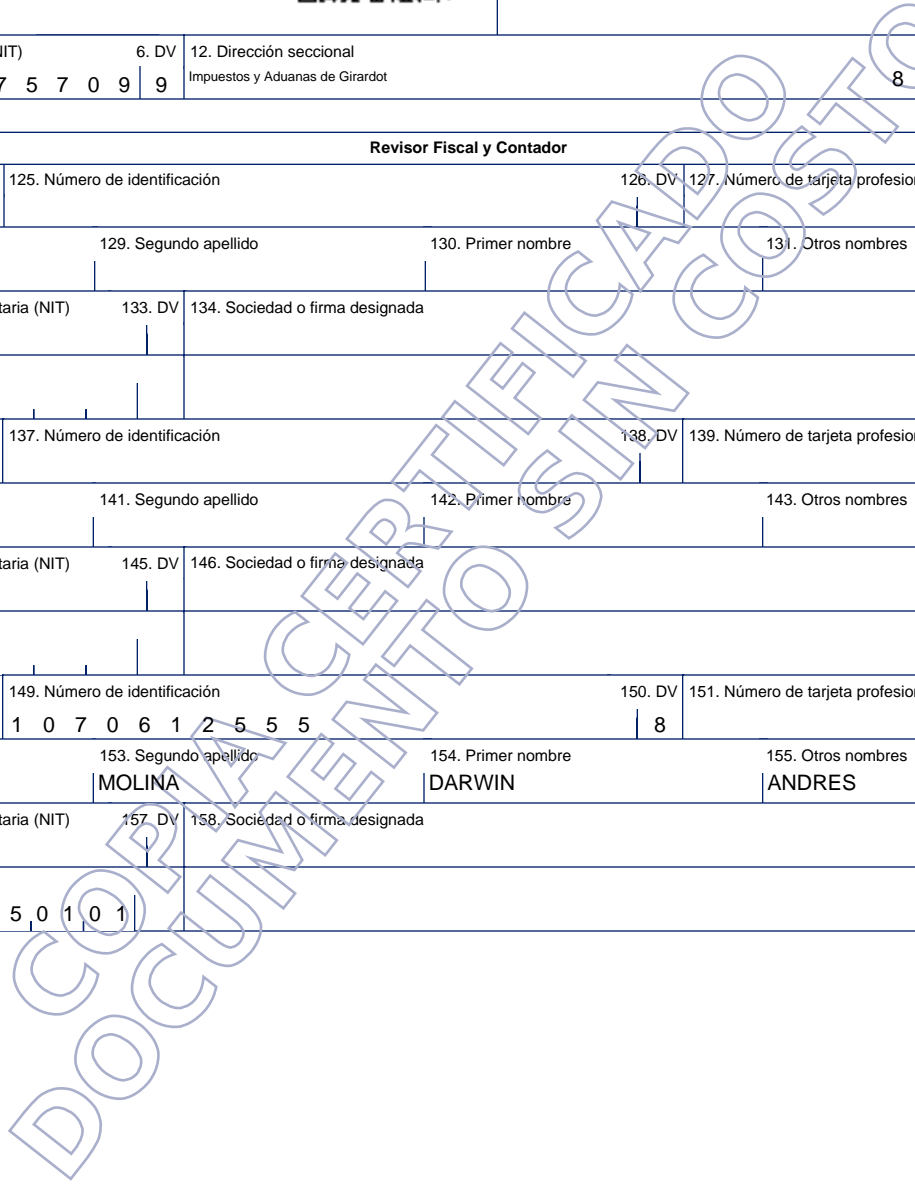 NIT) 6. DV 12. Dirección seccional
7 5 7 0 9 9 Impuestos y Aduanas de Girardot 8
Revisor Fiscal y Contador
125. Número de identificación 126. DV 127. Número de tarjeta profesion
129. Segundo apellido 130. Primer nombre 131. Otros nombres
taria (NIT) 133. DV 134. Sociedad o firma designada
137. Número de identificación 138. DV 139. Número de tarjeta profesion
141. Segundo apellido 142. Primer nombre 143. Otros nombres
taria (NIT) 145. DV 146. Sociedad o firma designada
149. Número de identificación 150. DV 151. Número de tarjeta profesion
1 0 7 0 6 1 2 5 5 5 8
153. Segundo apellido 154. Primer nombre 155. Otros nombres
MOLINA DARWIN ANDRES
taria (NIT) 157. DV 158. Sociedad o firma designada
5 0 1 0 1
COPIA CERTIFICADO
DOCUMENTO SIN COSTO